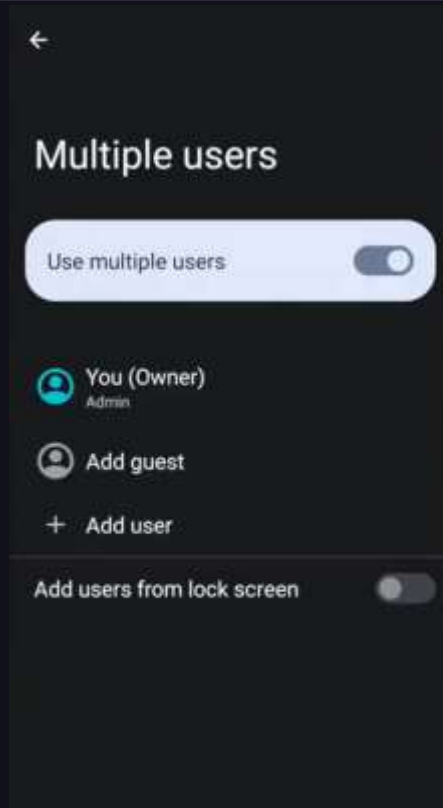 Multiple users
Use multiple users
You (Owner)
Admin
Add guest
Add user
Add users from lock screen